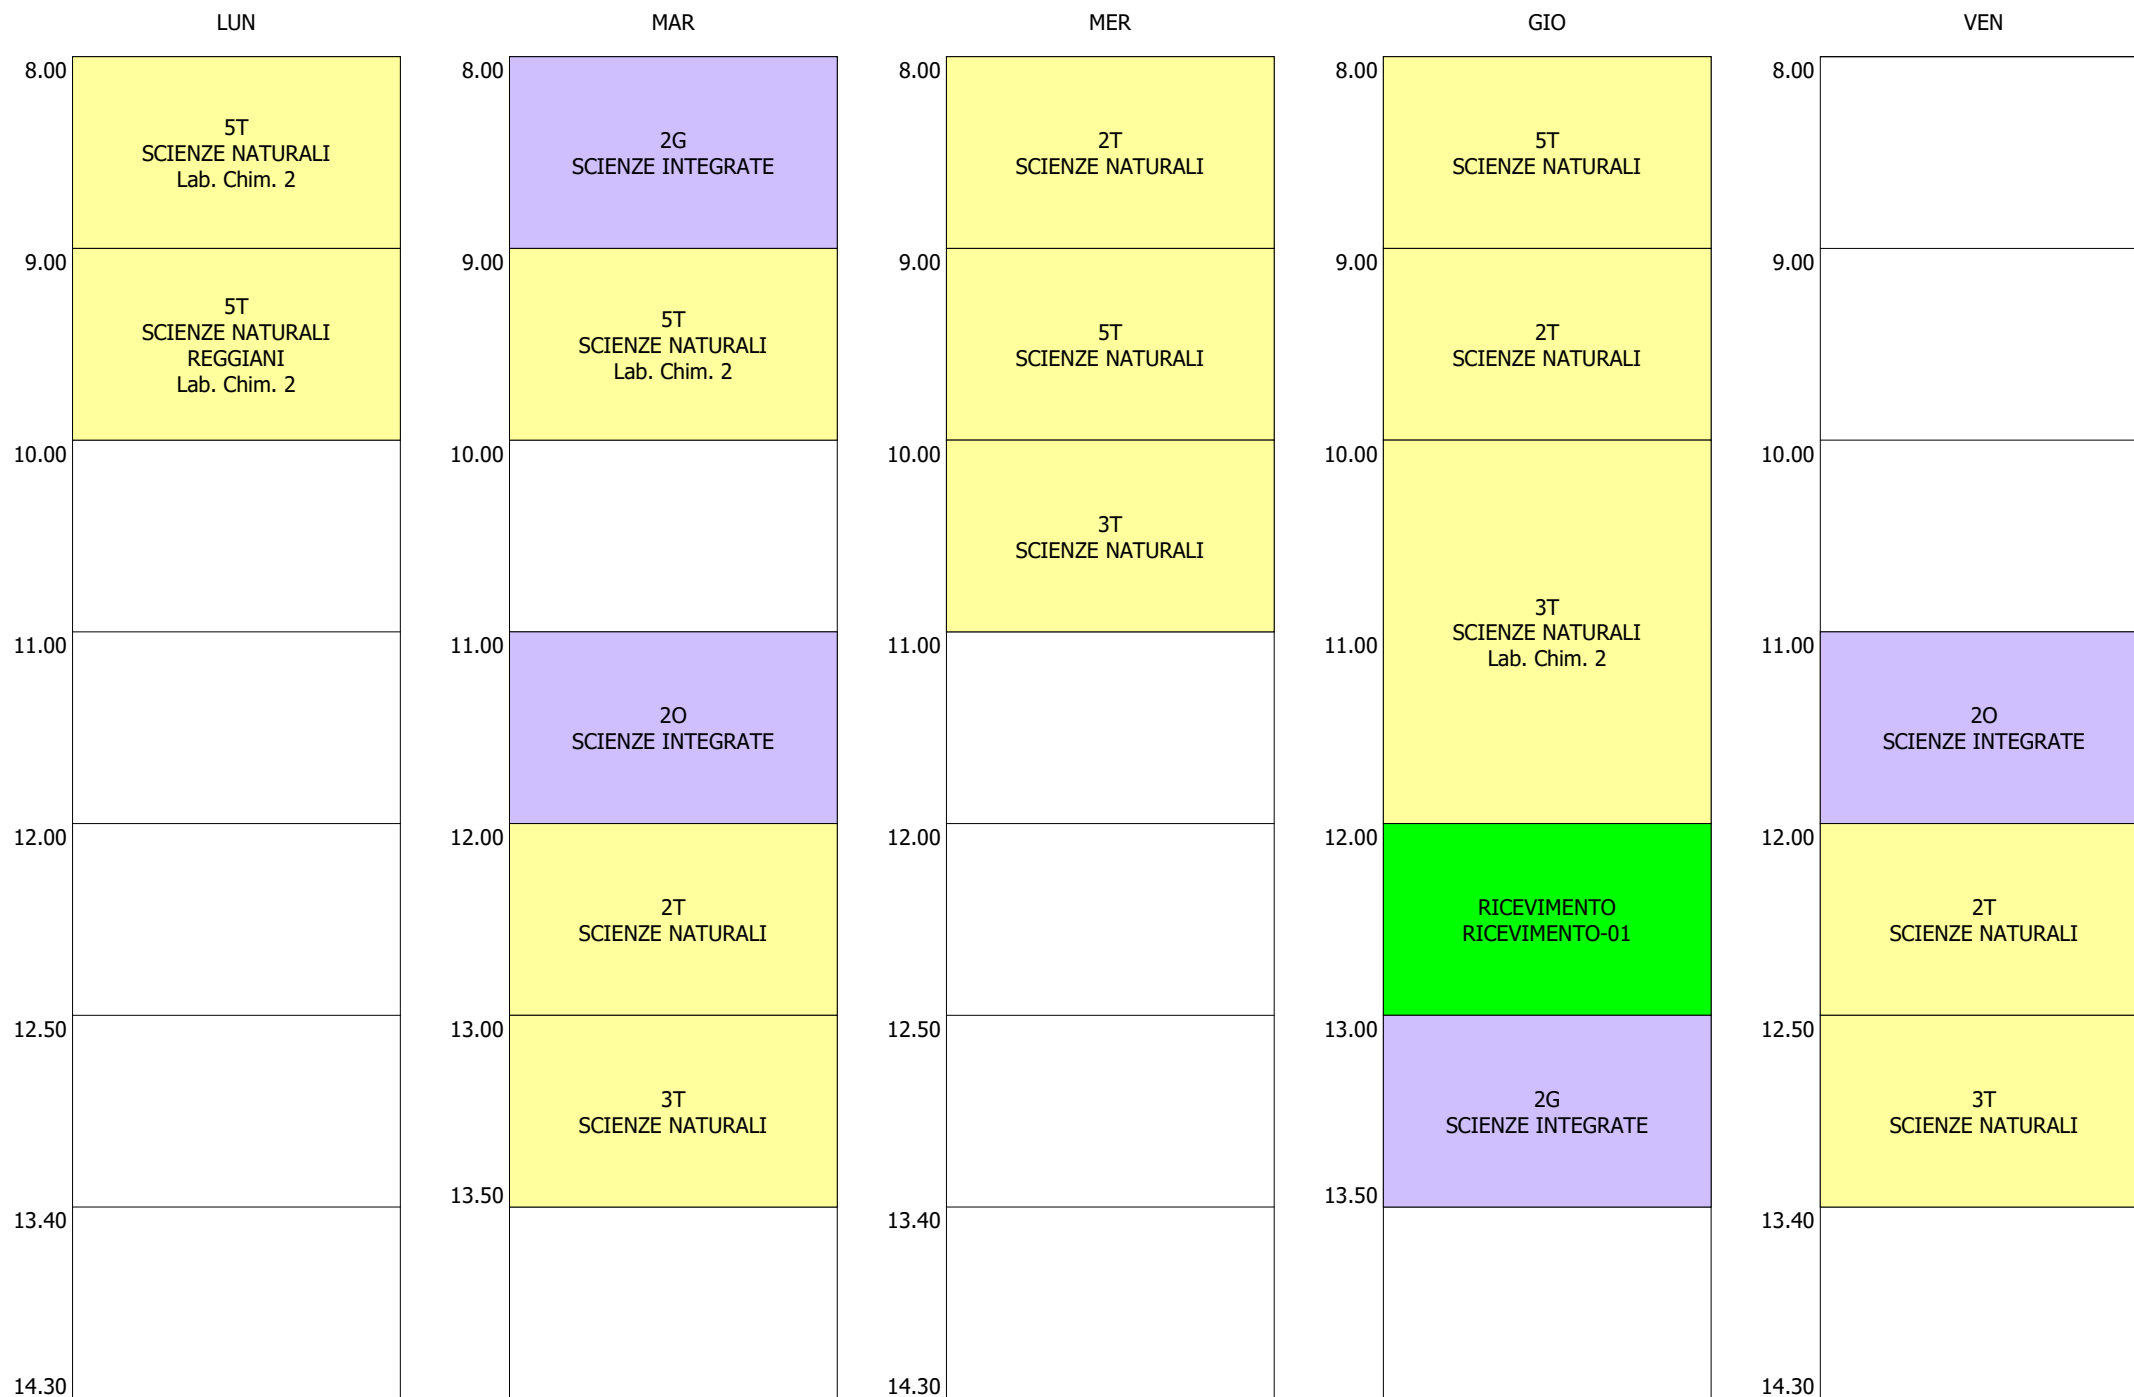 LUN
8.00
5T
SCIENZE NATURALI
Lab. Chim. 2
9.00
5T
SCIENZE NATURALI
REGGIANI
Lab. Chim. 2
10.00
11.00
12.00
12.50
13.40
14.30
MAR
8.00
2G
SCIENZE INTEGRATE
9.00
5T
SCIENZE NATURALI
Lab. Chim. 2
10.00
11.00
2O
SCIENZE INTEGRATE
12.00
2T
SCIENZE NATURALI
13.00
3T
SCIENZE NATURALI
13.50
MER
8.00
2T
SCIENZE NATURALI
9.00
5T
SCIENZE NATURALI
10.00
3T
SCIENZE NATURALI
11.00
12.00
12.50
13.40
14.30
GIO
8.00
5T
SCIENZE NATURALI
9.00
2T
SCIENZE NATURALI
10.00
3T
SCIENZE NATURALI
Lab. Chim. 2
11.00
12.00
RICEVIMENTO
RICEVIMENTO-01
13.00
2G
SCIENZE INTEGRATE
13.50
VEN
8.00
9.00
10.00
11.00
2O
SCIENZE INTEGRATE
12.00
2T
SCIENZE NATURALI
12.50
3T
SCIENZE NATURALI
13.40
14.30